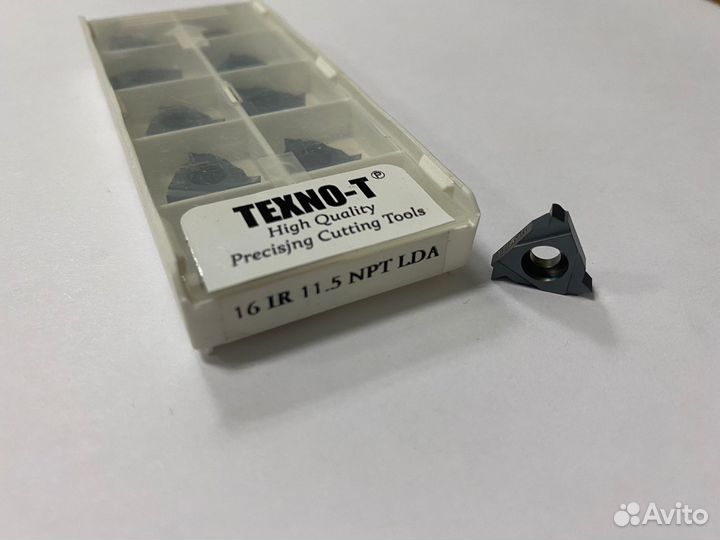 TEXNO-T ℗
High Quality
Precisjng Cutting Tools
16 IR 11.5 NPT LDA
Avito